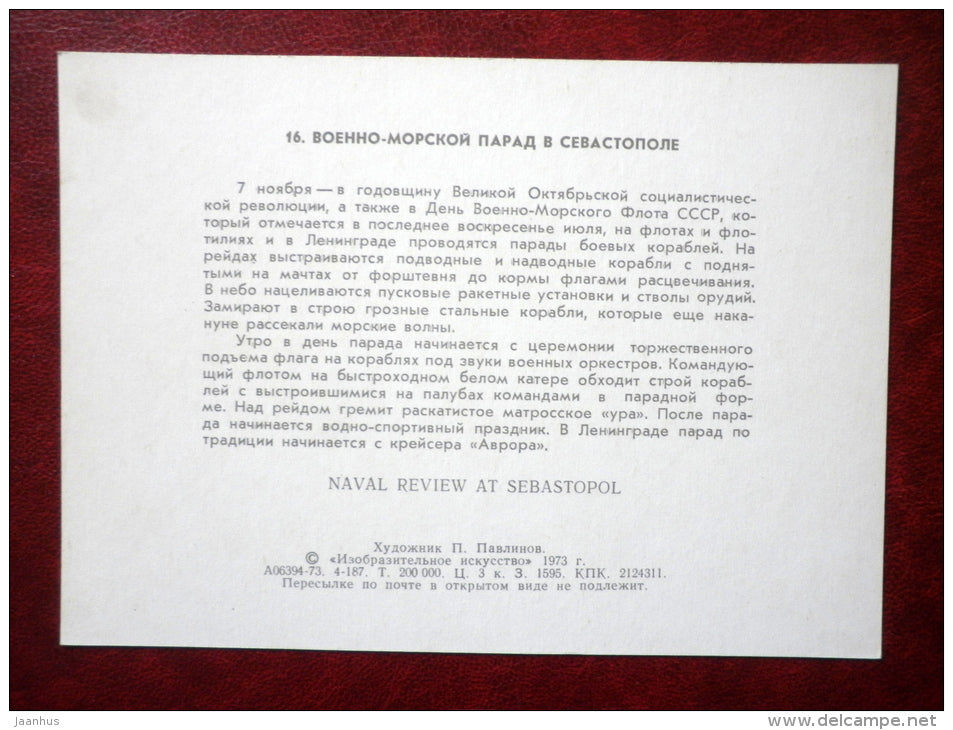 16. ВОЕННО-МОРСКОЙ ПАРАД В СЕВАСТОПОЛЕ
7 ноября — в годовщину Великой Октябрьской социалистичес-
кой революции, а также в День Военно-Морского Флота СССР, ко-
торый отмечается в последнее воскресенье июля, на флотах и фло-
тилиях и в Ленинграде проводятся парады боевых кораблей. На
рейдах выстраиваются подводные и надводные корабли с подня-
тыми на мачтах от форштевня до кормы флагами расцвечивания.
В небо нацеливаются пусковые ракетные установки и стволы орудий.
Замирают в строю грозные стальные корабли, которые еще нака-
нуне рассекали морские волны.
Утро в день парада начинается с церемонии торжественного
подъема флага на кораблях под звуки военных оркестров. Командую-
щий флотом на быстроходном белом катере обходит строй кораб-
лей с выстроившимися на палубах командами в парадной фор-
ме. Над рейдом гремит раскатистое матросское «ура». После пара-
да начинается водно-спортивный праздник. В Ленинграде парад по
традиции начинается с крейсера «Аврора».
NAVAL REVIEW AT SEBASTOPOL
Художник П. Павлинов.
© «Изобразительное искусство» 1973 г.
А06394-73. 4-187. Т. 200 000. Ц. 3 к. З. 1595. КПК. 2124311.
Пересылке по почте в открытом виде не подлежит.
jaanhus
www.delcampe.net